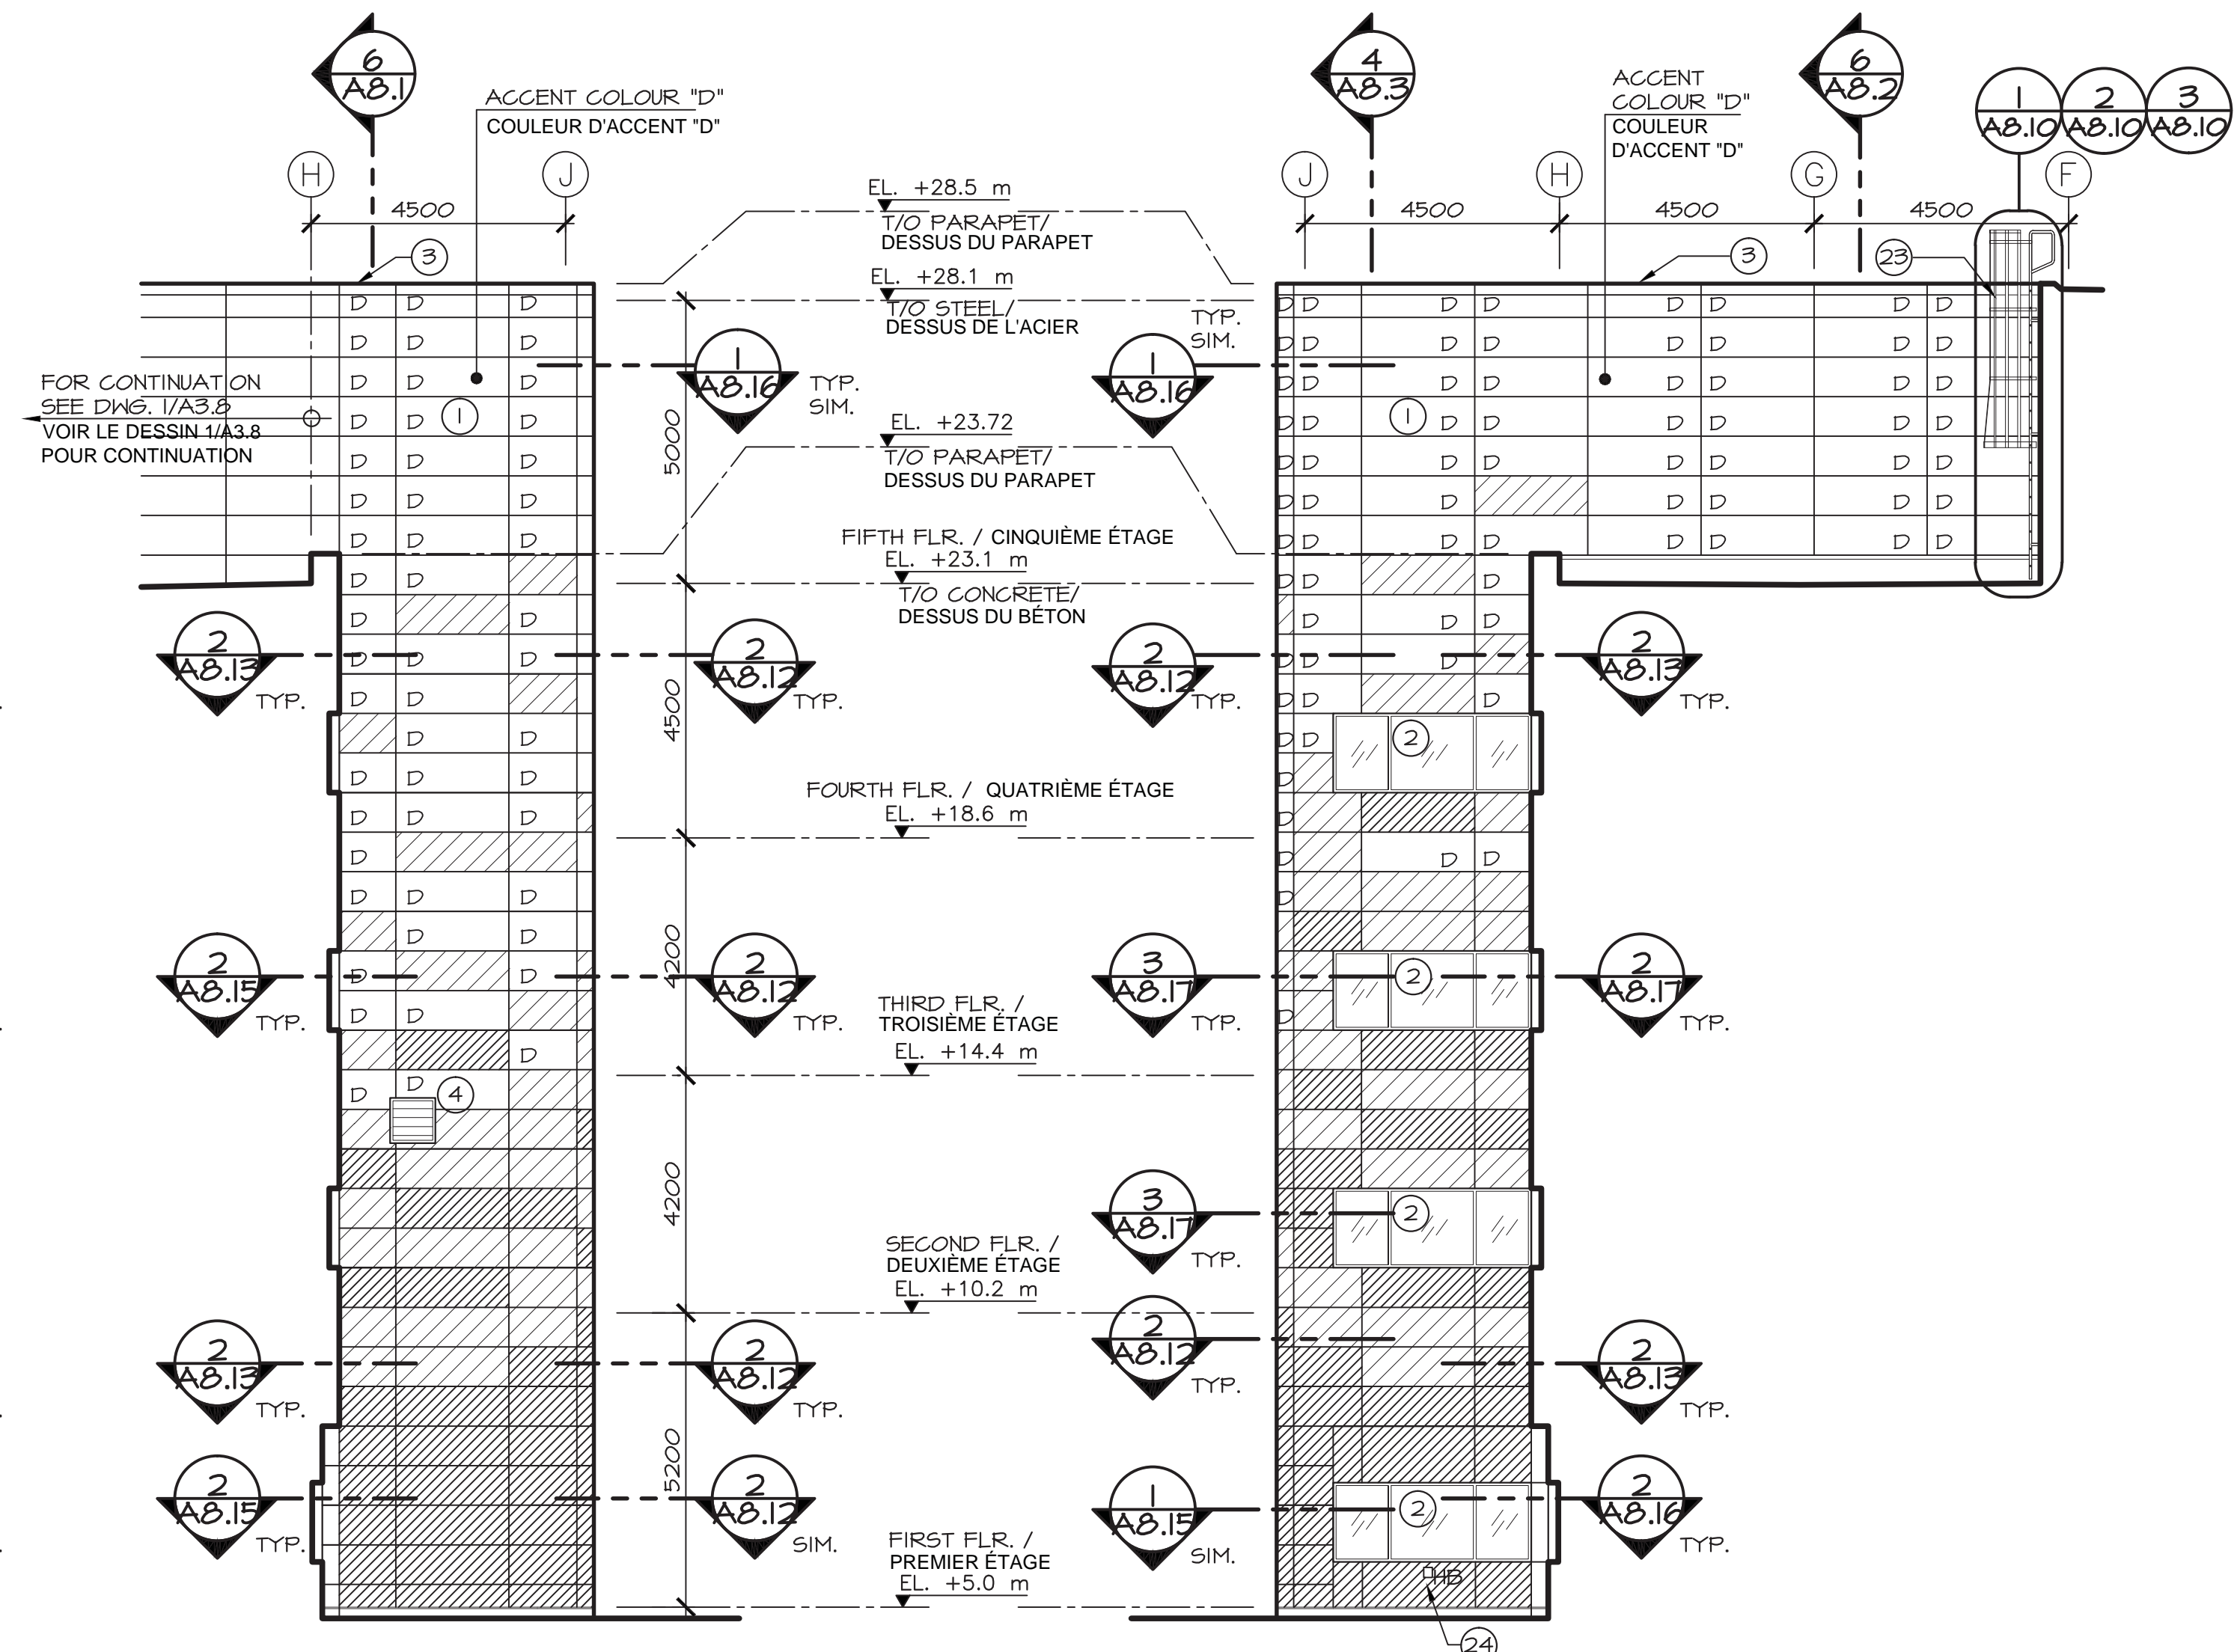 6
A8.1
ACCENT COLOUR "D"
COULEUR D'ACCENT "D"
H
J
4500
3
FOR CONTINUATION
SEE DWG. 1/A3.8
VOIR LE DESSIN 1/A3.8
POUR CONTINUATION
D D D
D D D
D D D
D D D
1
D D D
D D D
D D D
D D
D
D D D
D D
D
D D
D D D
D D D
D
D D D
D D
D D
D D
D
D D
4
1
A8.16
TYP.
SIM.
2
A8.13
TYP.
2
A8.12
TYP.
2
A8.15
TYP.
2
A8.12
TYP.
2
A8.13
TYP.
2
A8.12
TYP.
2
A8.15
TYP.
2
A8.12
SIM.
5000
4500
4200
4200
5200
EL. +28.5 m
T/O PARAPET/
DESSUS DU PARAPET
EL. +28.1 m
T/O STEEL/
DESSUS DE L'ACIER
EL. +23.72
T/O PARAPET/
DESSUS DU PARAPET
FIFTH FLR. / CINQUIÈME ÉTAGE
EL. +23.1 m
T/O CONCRETE/
DESSUS DU BÉTON
FOURTH FLR. / QUATRIÈME ÉTAGE
EL. +18.6 m
THIRD FLR. /
TROISIÈME ÉTAGE
EL. +14.4 m
SECOND FLR. /
DEUXIÈME ÉTAGE
EL. +10.2 m
FIRST FLR. /
PREMIER ÉTAGE
EL. +5.0 m
4
A8.3
6
A8.2
1
A8.10
2
A8.10
3
A8.10
ACCENT
COLOUR "D"
COULEUR
D'ACCENT "D"
J
H
G
F
4500
4500
4500
3
23
TYP.
SIM.
1
A8.16
1
D D D D D D D D
D D D D D D D D
D D D D D D D D
D D D D D D D D
D D D D D D D D
D D D D D D D
D D D D D D D D
D D D
D D D
D D D
D D D
D D
D
D
D D D
D
D
2
A8.12
TYP.
2
A8.13
TYP.
2
3
A8.17
TYP.
2
2
A8.17
TYP.
3
A8.17
TYP.
2
2
A8.12
TYP.
2
A8.13
TYP.
1
A8.15
SIM.
2
2
A8.16
TYP.
HB
24